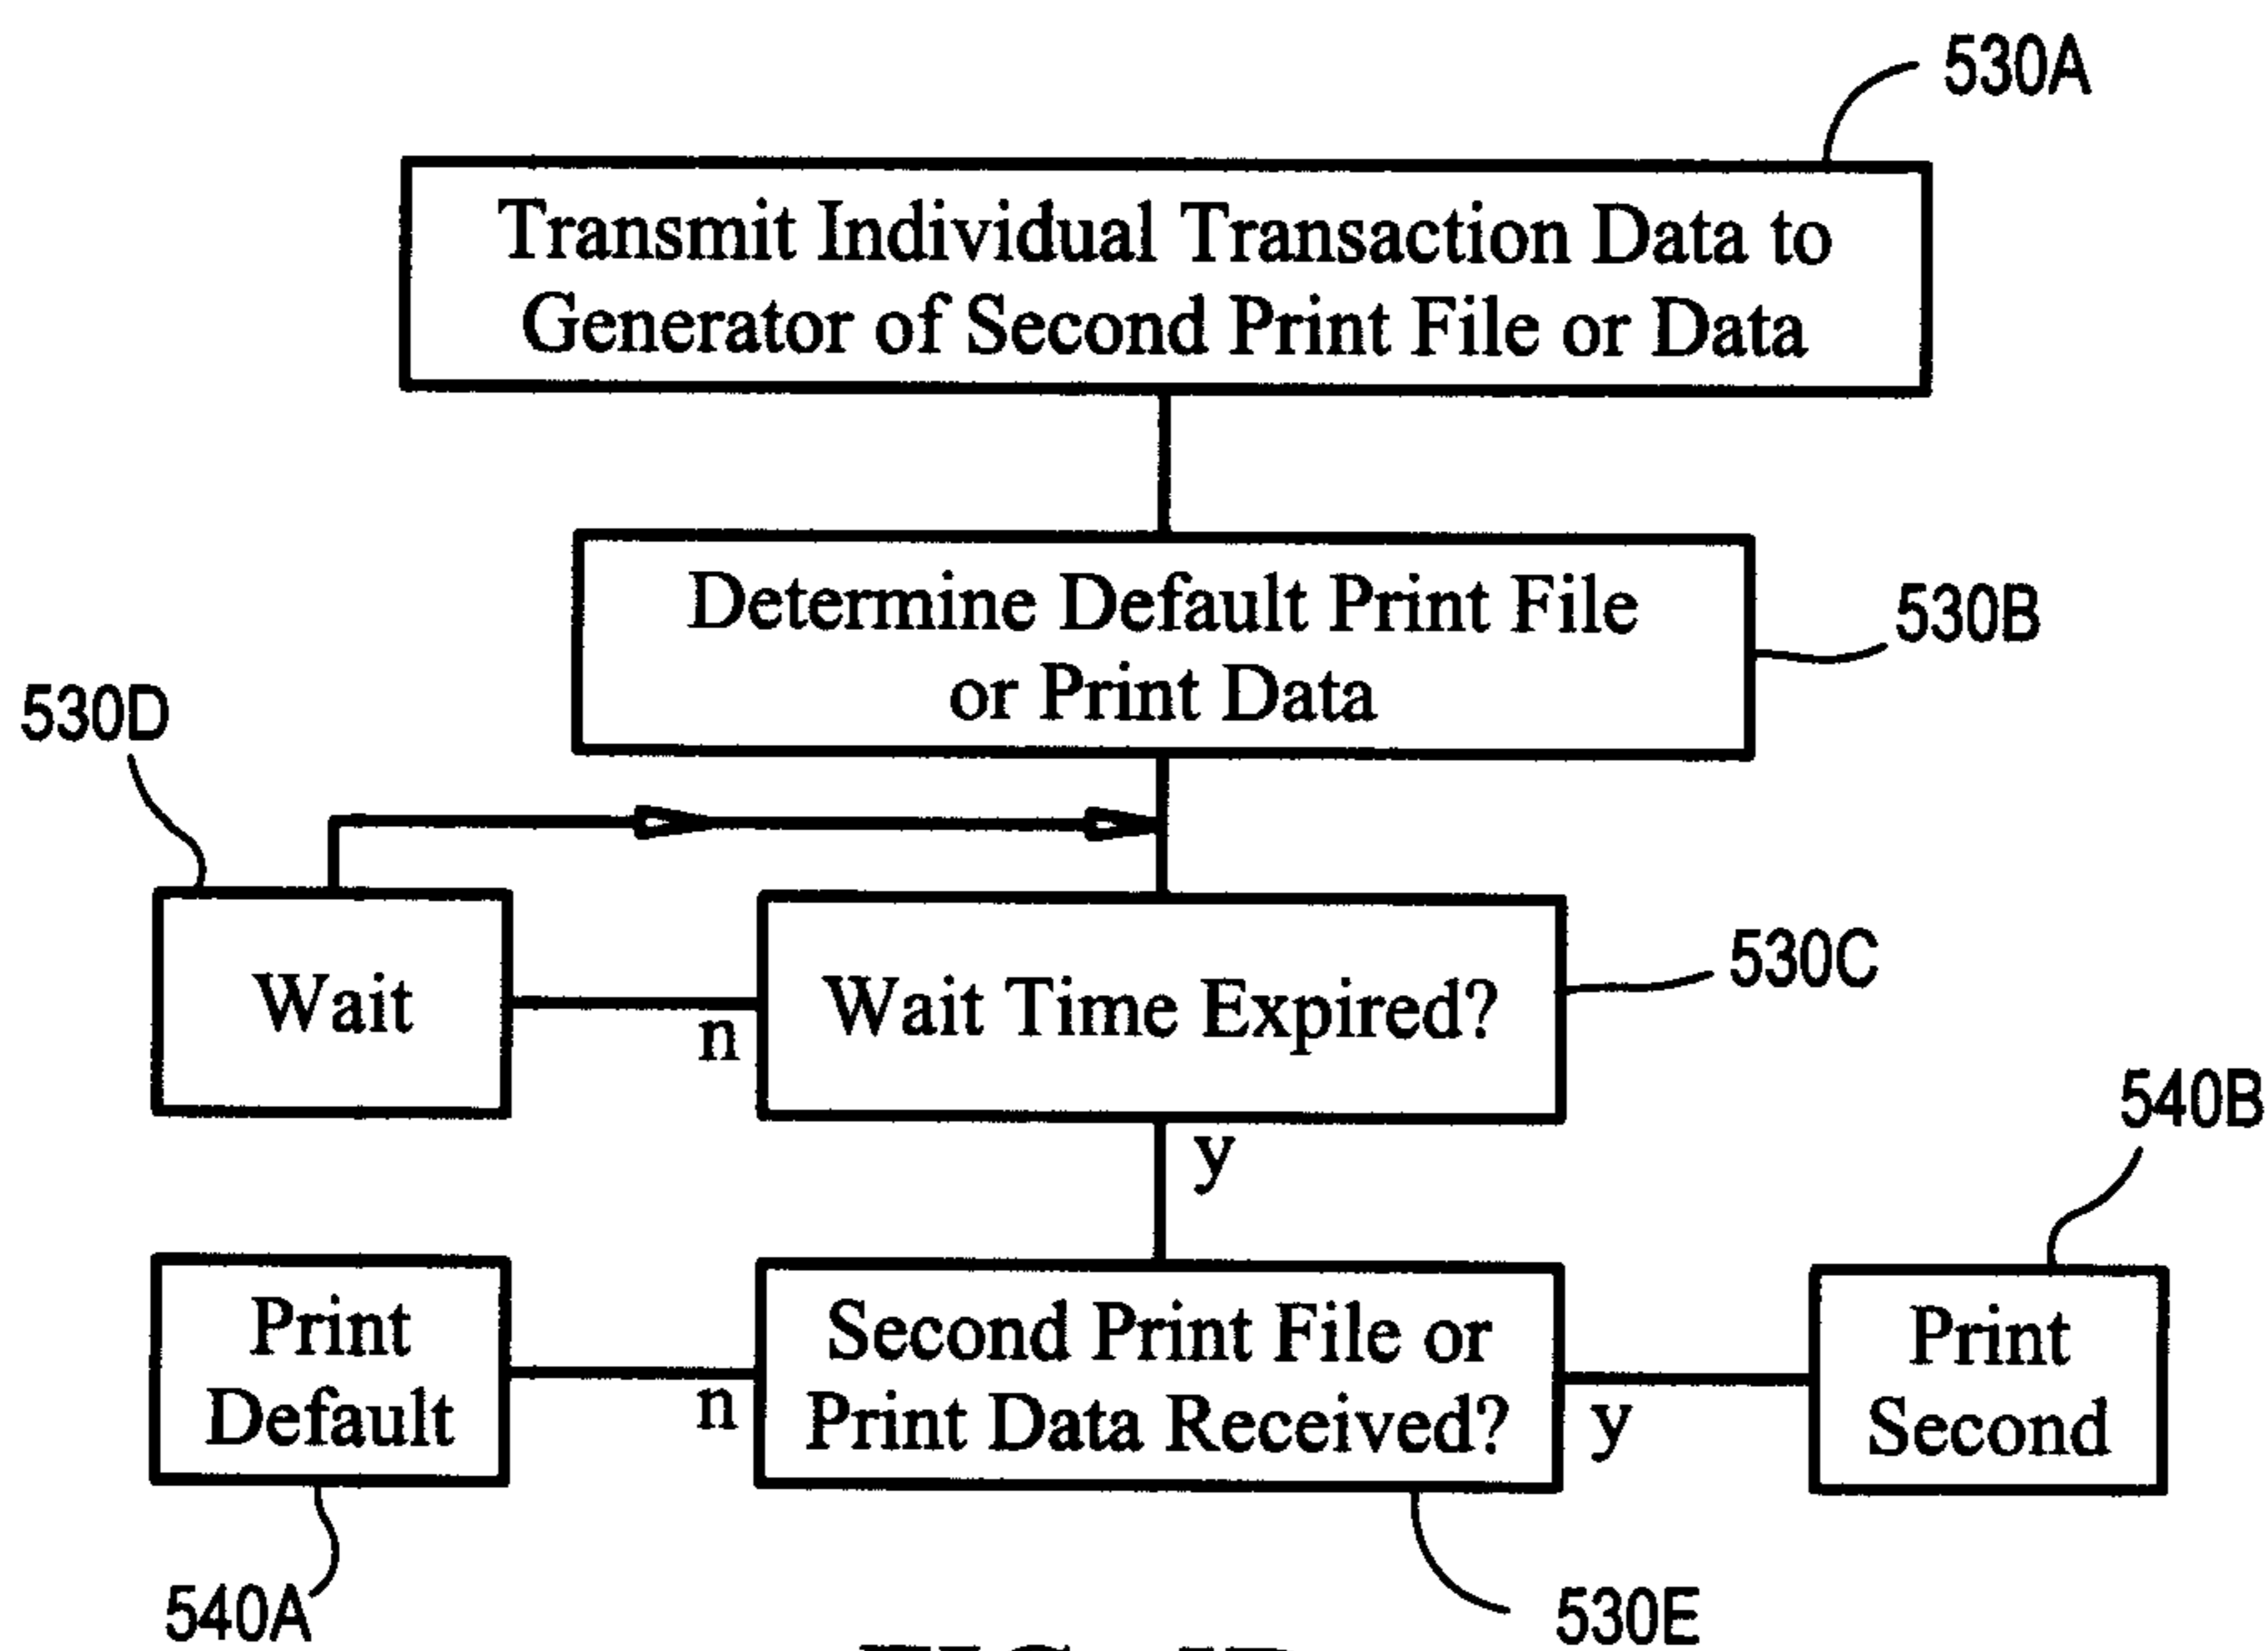 530A
Transmit Individual Transaction Data to
Generator of Second Print File or Data
Determine Default Print File
or Print Data
530B
530D
Wait
n
Wait Time Expired?
530C
y
540B
Print
Default
n
Second Print File or
Print Data Received?
y
Print
Second
540A
530E